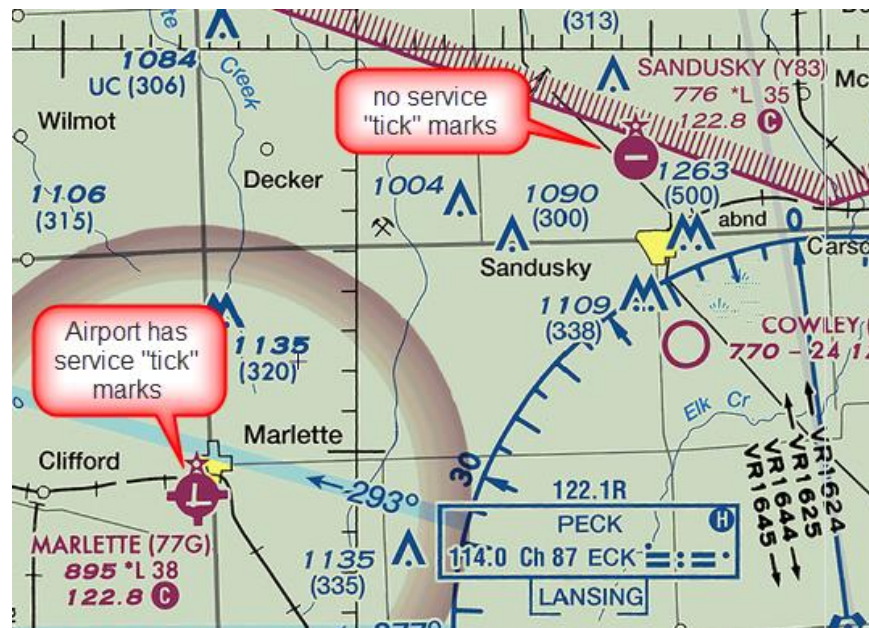 (313)
1084
UC (306)
Creek
SANDUSKY (Y83)
776 *L 35
122.8 C
no service
"tick" marks
Wilmot
Decker
1106
(315)
1004
1090
(300)
1263
(500)
abnd
0
Sandusky
1109
(338)
Airport has
service "tick"
marks
1135
(320)
770 - 24
COWLEY
Elk Cr
Marlette
Clifford
293°
30
122.1R
PECK
H
114.0 Ch 87 ECK
LANSING
VR1624
VR1625
VR1644
VR1645
MARLETTE (77G)
895 *L 38
122.8 C
1135
(335)